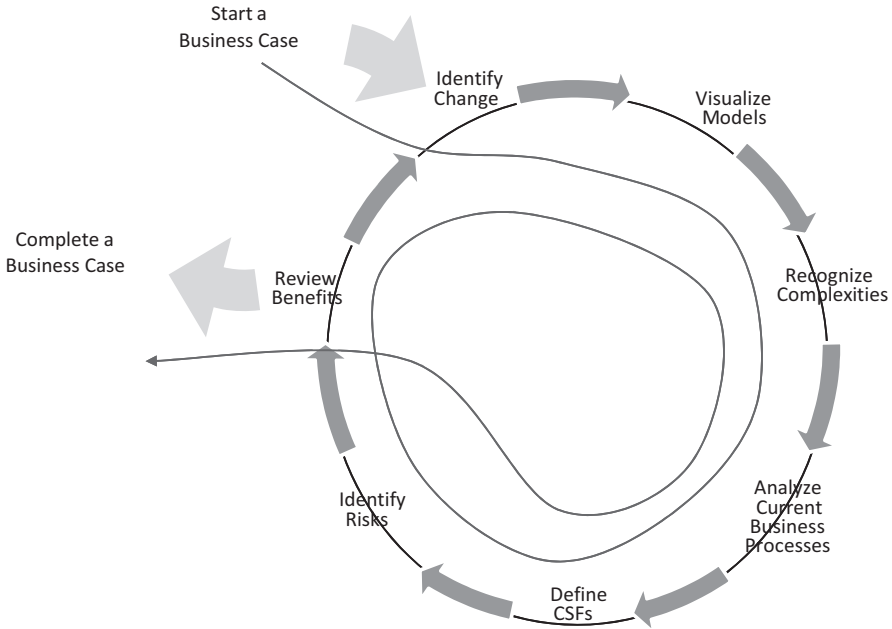 Start a
Business Case
Identify
Change
Visualize
Models
Complete a
Business Case
Review
Benefits
Recognize
Complexities
Identify
Risks
Analyze
Current
Business
Processes
Define
CSFs